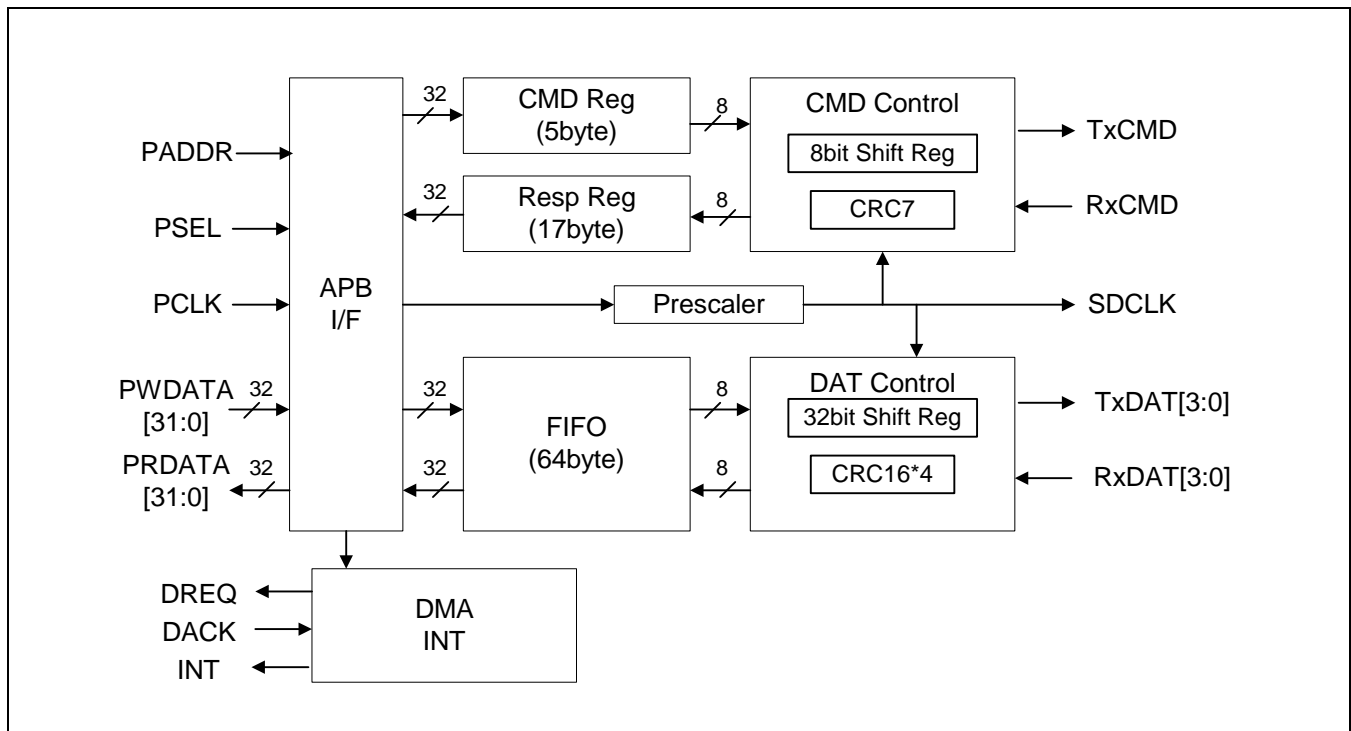 PADDR
PSEL
PCLK
PWDATA
[31:0]
32
PRDATA
[31:0]
32
APB
I/F
32
CMD Reg
(5byte)
8
32
Resp Reg
(17byte)
8
CMD Control
8bit Shift Reg
CRC7
TxCMD
RxCMD
Prescaler
SDCLK
32
32
FIFO
(64byte)
8
8
DAT Control
32bit Shift Reg
CRC16*4
TxDAT[3:0]
RxDAT[3:0]
DREQ
DACK
INT
DMA
INT